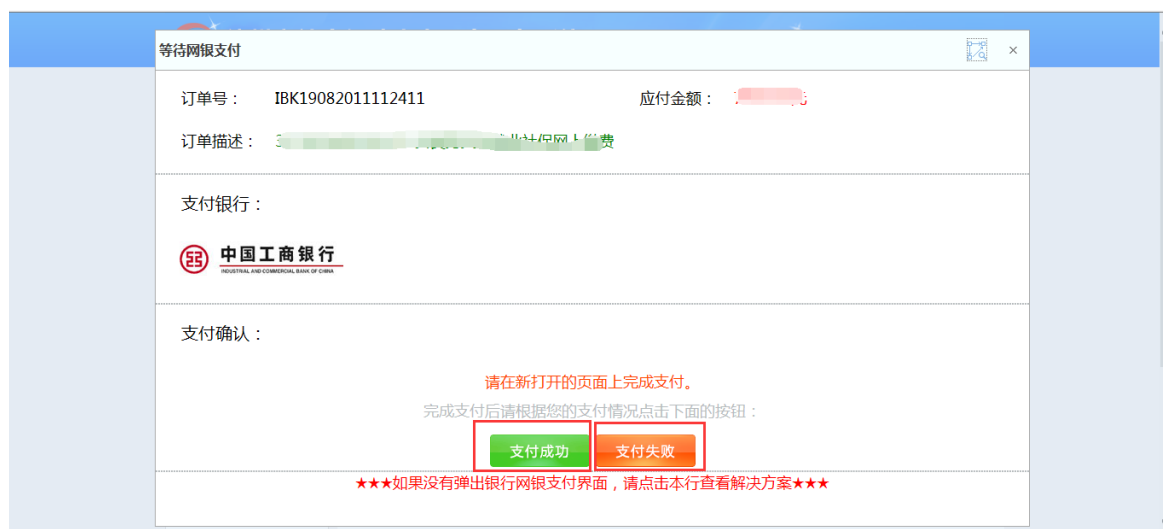 等待网银支付
×
订单号： IBK19082011112411 应付金额：
订单描述： 业社保网上缴费
支付银行：
中国工商银行
INDUSTRIAL AND COMMERCIAL BANK OF CHINA
支付确认：
请在新打开的页面上完成支付。
完成支付后请根据您的支付情况点击下面的按钮：
支付成功 支付失败
★★★如果没有弹出银行网银支付界面，请点击本行查看解决方案★★★